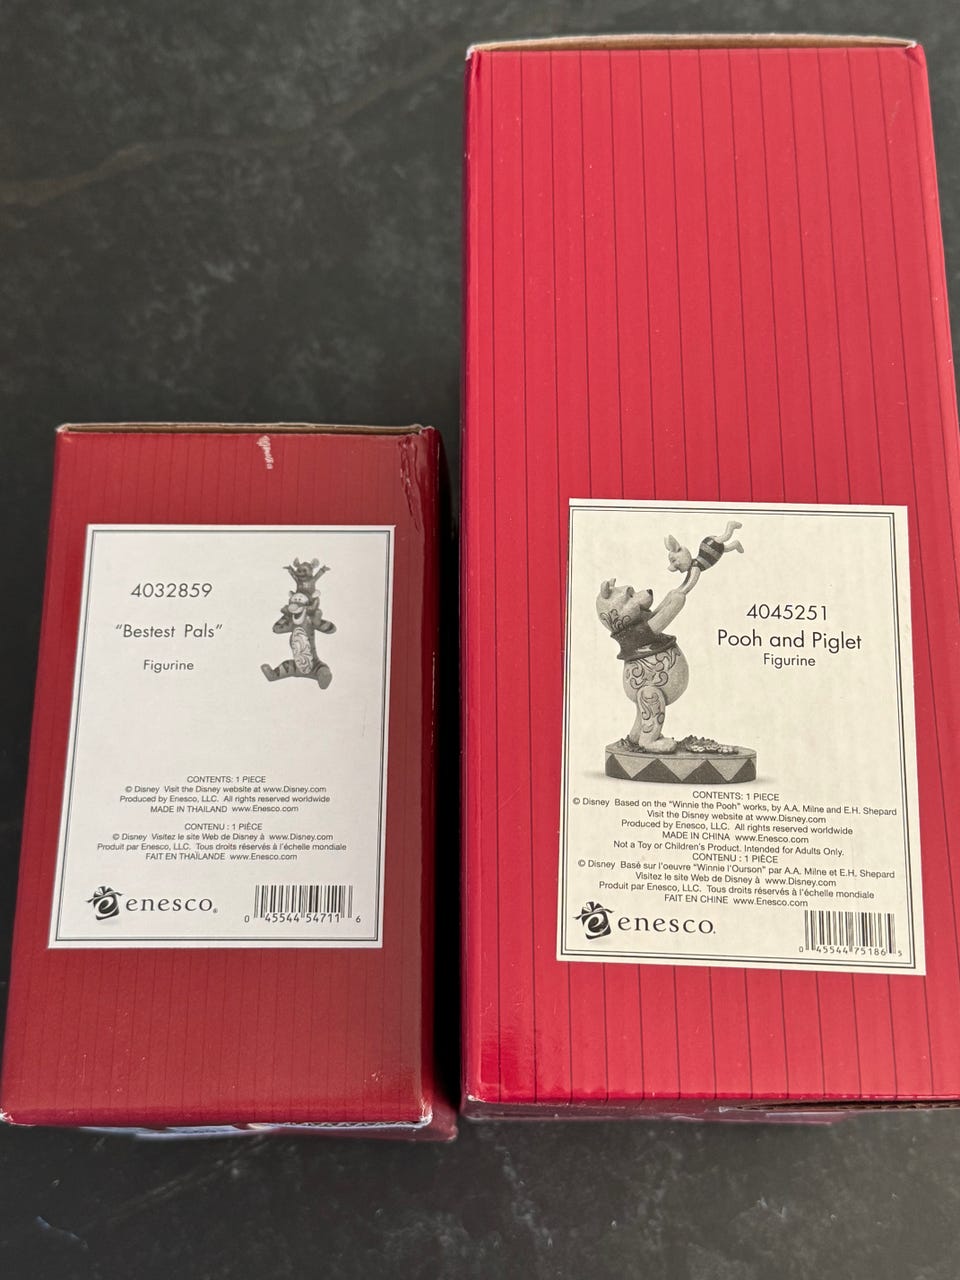 4032859
"Bestest Pals"
Figurine
CONTENTS: 1 PIECE
© Disney Visit the Disney website at www.Disney.com
Produced by Enesco, LLC. All rights reserved worldwide
MADE IN THAILAND www.Enesco.com
CONTENU : 1 PIÈCE
© Disney Visitez le site Web de Disney à www.Disney.com
Produit par Enesco, LLC. Tous droits réservés à l'échelle mondiale
FAIT EN THAÏLANDE www.Enesco.com
enesco®
0 45544 54711 6
4045251
Pooh and Piglet
Figurine
CONTENTS: 1 PIECE
© Disney Based on the "Winnie the Pooh" works, by A.A. Milne and E.H. Shepard
Visit the Disney website at www.Disney.com
Produced by Enesco, LLC. All rights reserved worldwide
MADE IN CHINA www.Enesco.com
Not a Toy or Children's Product. Intended for Adults Only.
CONTENU : 1 PIÈCE
© Disney Basé sur l'oeuvre "Winnie l'Ourson" par A.A. Milne et E.H. Shepard
Visitez le site Web de Disney à www.Disney.com
Produit par Enesco, LLC. Tous droits réservés à l'échelle mondiale
FAIT EN CHINE www.Enesco.com
enesco.
0 45544 75186 5